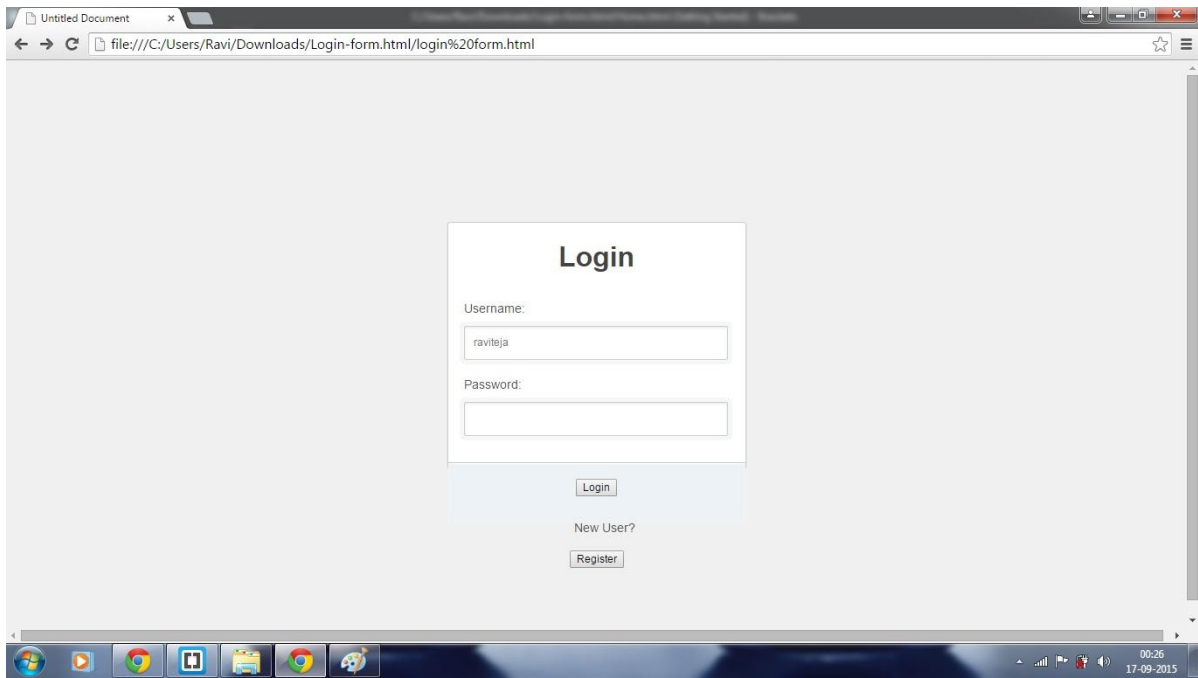 Untitled Document
file:///C:/Users/Ravi/Downloads/Login-form.html/login%20form.html
Login
Username:
raviteja
Password:
Login
New User?
Register
00:26
17-09-2015